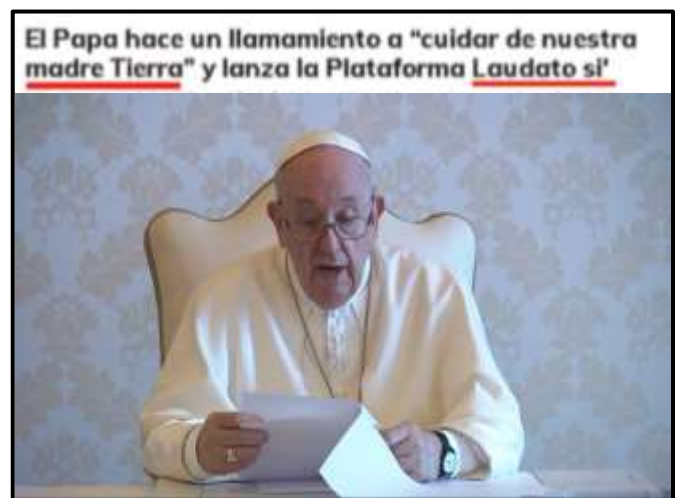 El Papa hace un llamamiento a “cuidar de nuestra
madre Tierra” y lanza la Plataforma Laudato si'